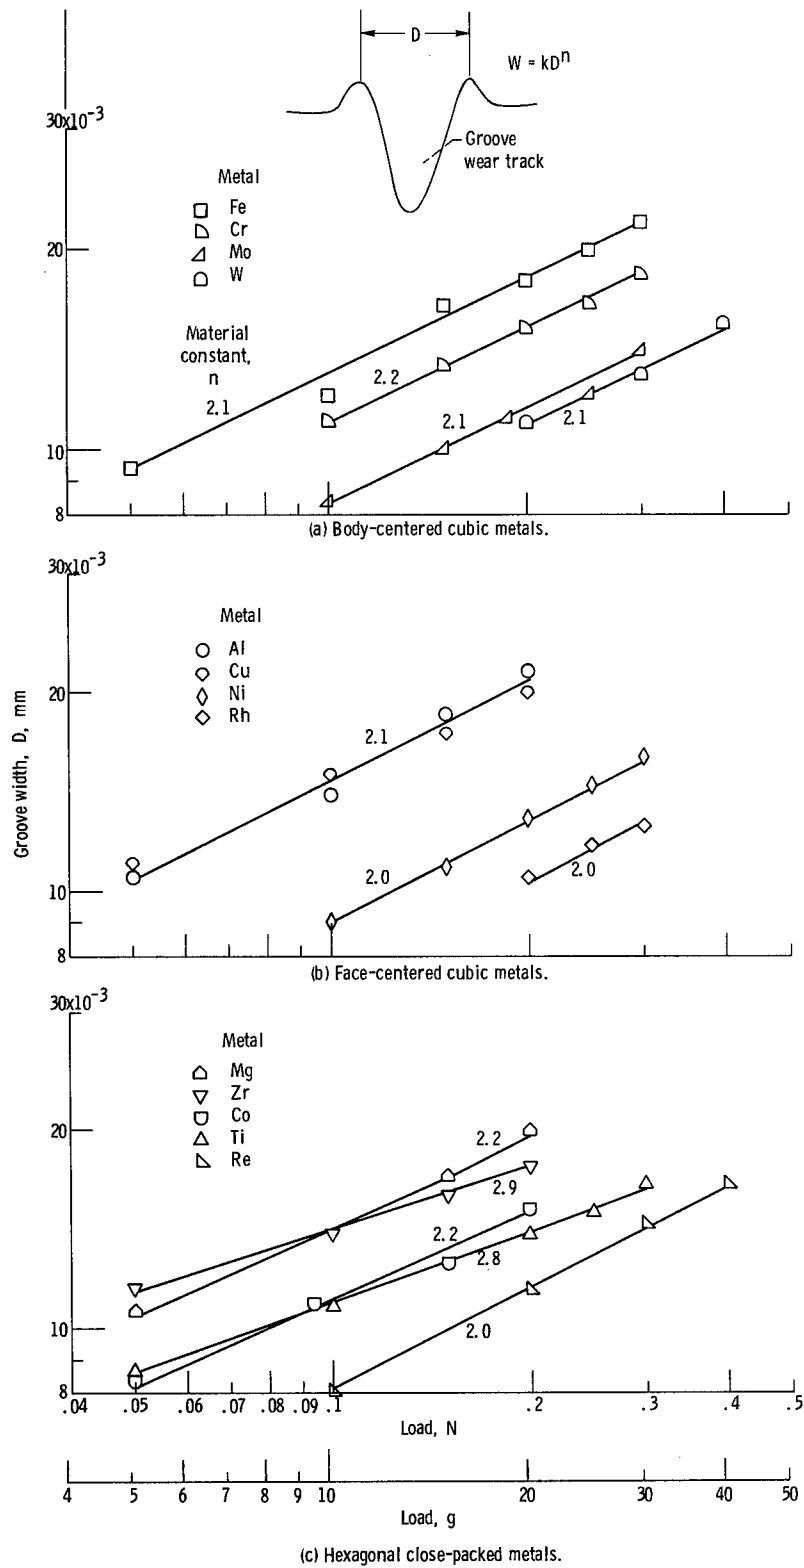 D
W = kDⁿ
30x10⁻³
Groove
wear track
Metal
Fe
Cr
Mo
W
20
Material
constant,
n
2.1
2.2
2.1
2.1
10
8
(a) Body-centered cubic metals.
30x10⁻³
Metal
Al
Cu
Ni
Rh
20
2.1
Groove width, D, mm
2.0
2.0
10
8
(b) Face-centered cubic metals.
30x10⁻³
Metal
Mg
Zr
Co
Ti
Re
20
2.2
2.9
2.2
2.8
2.0
10
8
.04 .05 .06 .07 .08 .09 .1 .2 .3 .4 .5
Load, N
4 5 6 7 8 9 10 20 30 40 50
Load, g
(c) Hexagonal close-packed metals.